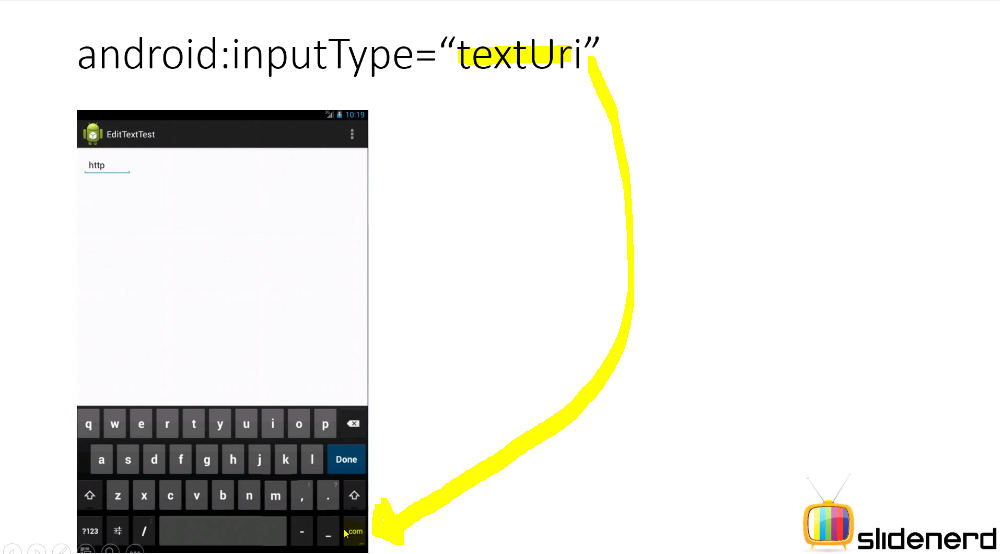 android:inputType=“textUri”
10:19
EditTextTest
http
q w e r t y u i o p
a s d f g h j k l Done
z x c v b n m , .
?123 / - _ .com
slidenerd